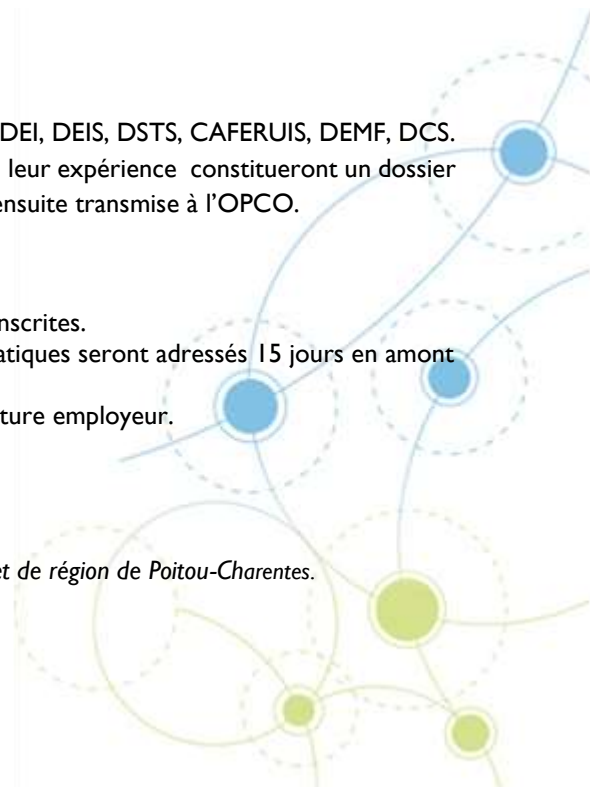 DEI, DEIS, DSTS, CAFERUIS, DEMF, DCS.
leur expérience constitueront un dossier
ensuite transmise à l'OPCO.
nscrites.
atiques seront adressés 15 jours en amont
ture employeur.
et de région de Poitou-Charentes.